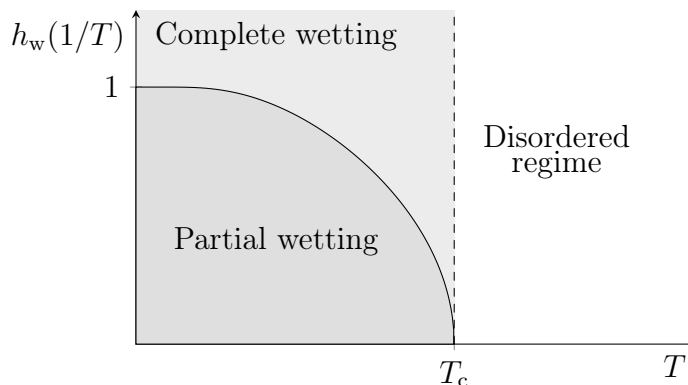 h_w(1/T)
Complete wetting
1
Disordered
regime
Partial wetting
T_c
T